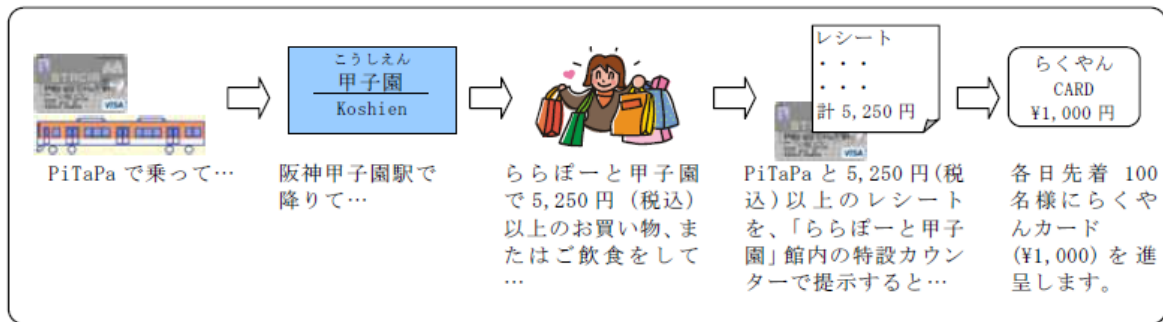 STACIA
VISA
PiTaPa で乗って…
こうしえん
甲子園
Koshien
阪神甲子園駅で
降りて…
ららぽーと甲子園
で 5,250 円 (税込)
以上のお買い物、ま
たはご飲食をして
…
レシート
・・・
・・・
計 5,250 円
VISA
PiTaPa と 5,250 円(税
込)以上のレシート
を、「ららぽーと甲子
園」館内の特設カウン
ターで提示すると…
らくやん
CARD
¥1,000 円
各日先着 100
名様にらくや
んカード
(¥1,000) を進
呈します。